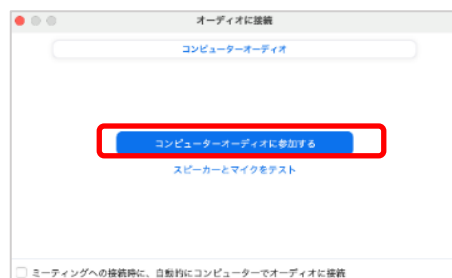 オーディオに接続
コンピューターオーディオ
コンピューターオーディオに参加する
スピーカーとマイクをテスト
ミーティングへの接続時に、自動的にコンピューターでオーディオに接続